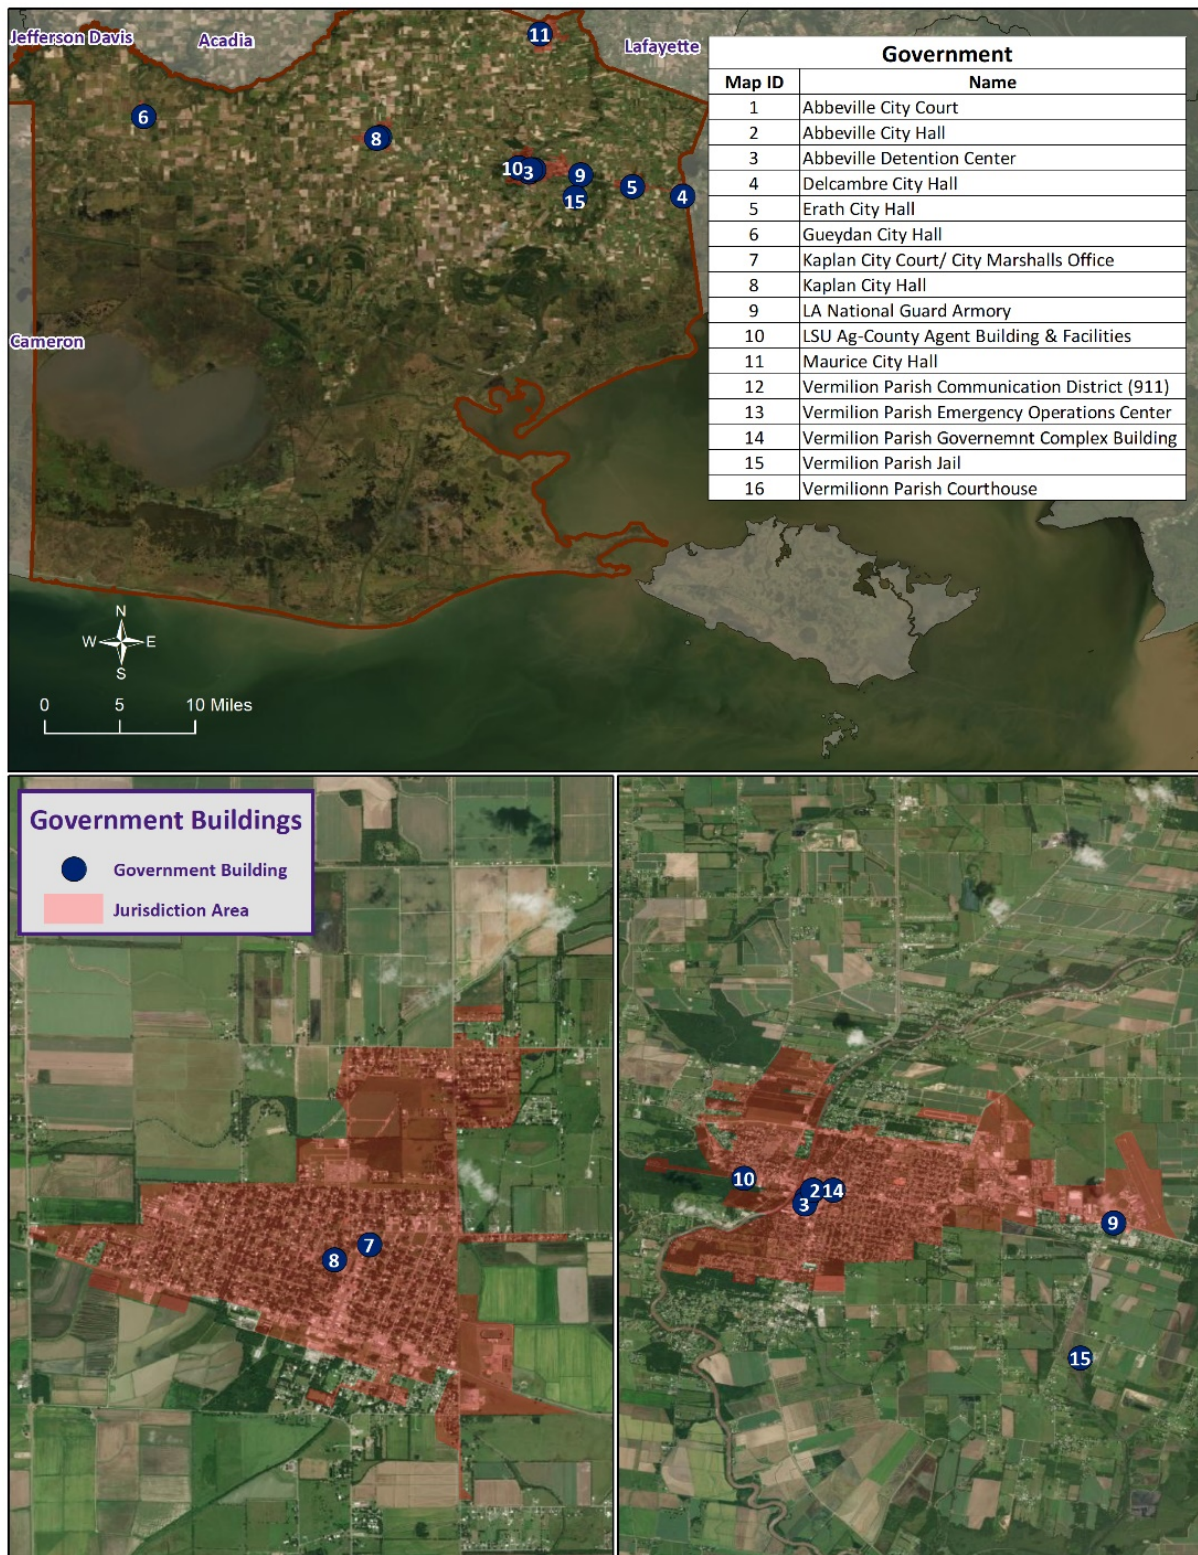 Jefferson Davis
Acadia
Lafayette
Cameron
11
6
8
10
3
9
15
5
4
Government
Map ID Name
1 Abbeville City Court
2 Abbeville City Hall
3 Abbeville Detention Center
4 Delcambre City Hall
5 Erath City Hall
6 Gueydan City Hall
7 Kaplan City Court/ City Marshalls Office
8 Kaplan City Hall
9 LA National Guard Armory
10 LSU Ag-County Agent Building & Facilities
11 Maurice City Hall
12 Vermilion Parish Communication District (911)
13 Vermilion Parish Emergency Operations Center
14 Vermilion Parish Governemnt Complex Building
15 Vermilion Parish Jail
16 Vermilionn Parish Courthouse
N
W E
S
0 5 10 Miles
Government Buildings
Government Building
Jurisdiction Area
7
8
10
2
14
3
9
15